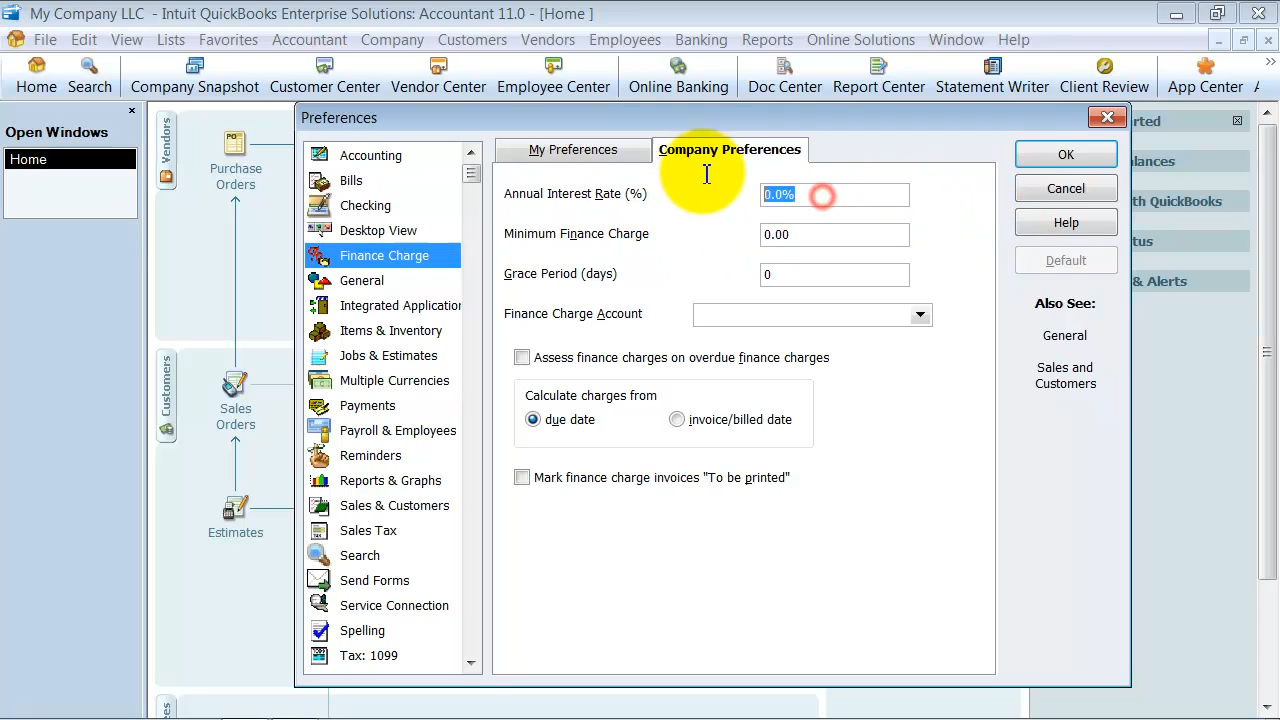 My Company LLC - Intuit QuickBooks Enterprise Solutions: Accountant 11.0 - [Home ]
File Edit View Lists Favorites Accountant Company Customers Vendors Employees Banking Reports Online Solutions Window Help
Home Search Company Snapshot Customer Center Vendor Center Employee Center Online Banking Doc Center Report Center Statement Writer Client Review App Center
Open Windows
Home
Vendors
Purchase
Orders
Customers
Sales
Orders
Estimates
Preferences
Accounting
Bills
Checking
Desktop View
Finance Charge
General
Integrated Application
Items & Inventory
Jobs & Estimates
Multiple Currencies
Payments
Payroll & Employees
Reminders
Reports & Graphs
Sales & Customers
Sales Tax
Search
Send Forms
Service Connection
Spelling
Tax: 1099
My Preferences
Company Preferences
Annual Interest Rate (%) 0.0%
Minimum Finance Charge 0.00
Grace Period (days) 0
Finance Charge Account
Assess finance charges on overdue finance charges
Calculate charges from
due date invoice/billed date
Mark finance charge invoices "To be printed"
OK
Cancel
Help
Default
Also See:
General
Sales and
Customers
rted
lances
th QuickBooks
tus
& Alerts